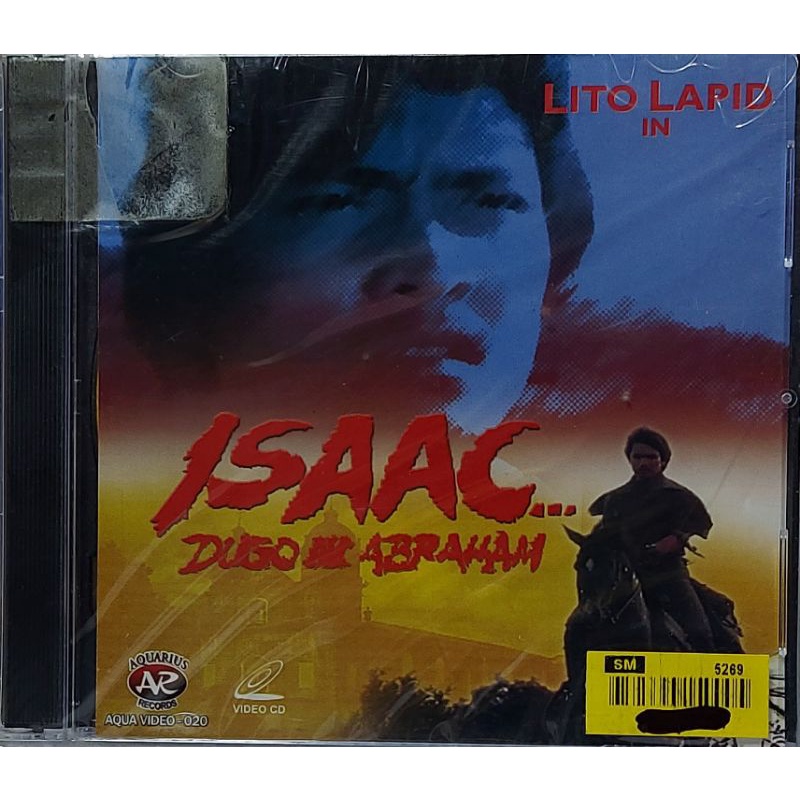 LITO LAPID
IN
ISAAC...
DUGO NI ABRAHAM
AQUARIUS
AR
RECORDS
AQUA VIDEO-020
VIDEO CD
SM
5269